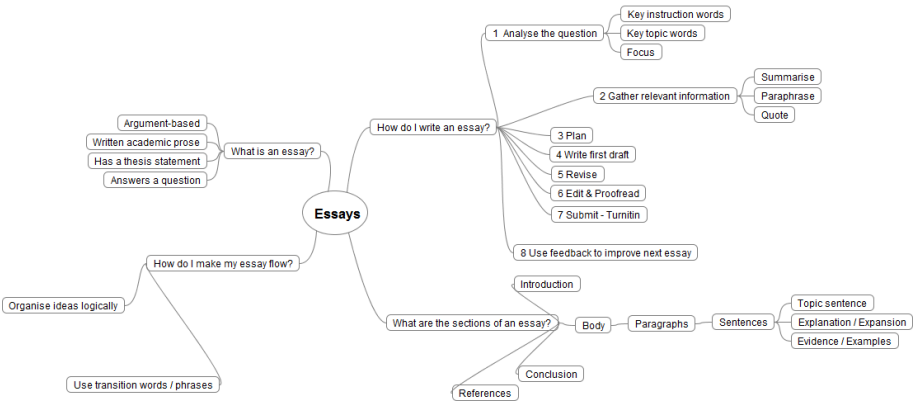 Essays
What is an essay?
Argument-based
Written academic prose
Has a thesis statement
Answers a question
How do I make my essay flow?
Organise ideas logically
Use transition words / phrases
How do I write an essay?
1 Analyse the question
Key instruction words
Key topic words
Focus
2 Gather relevant information
Summarise
Paraphrase
Quote
3 Plan
4 Write first draft
5 Revise
6 Edit & Proofread
7 Submit - Turnitin
8 Use feedback to improve next essay
What are the sections of an essay?
Introduction
Body
Paragraphs
Sentences
Topic sentence
Explanation / Expansion
Evidence / Examples
Conclusion
References